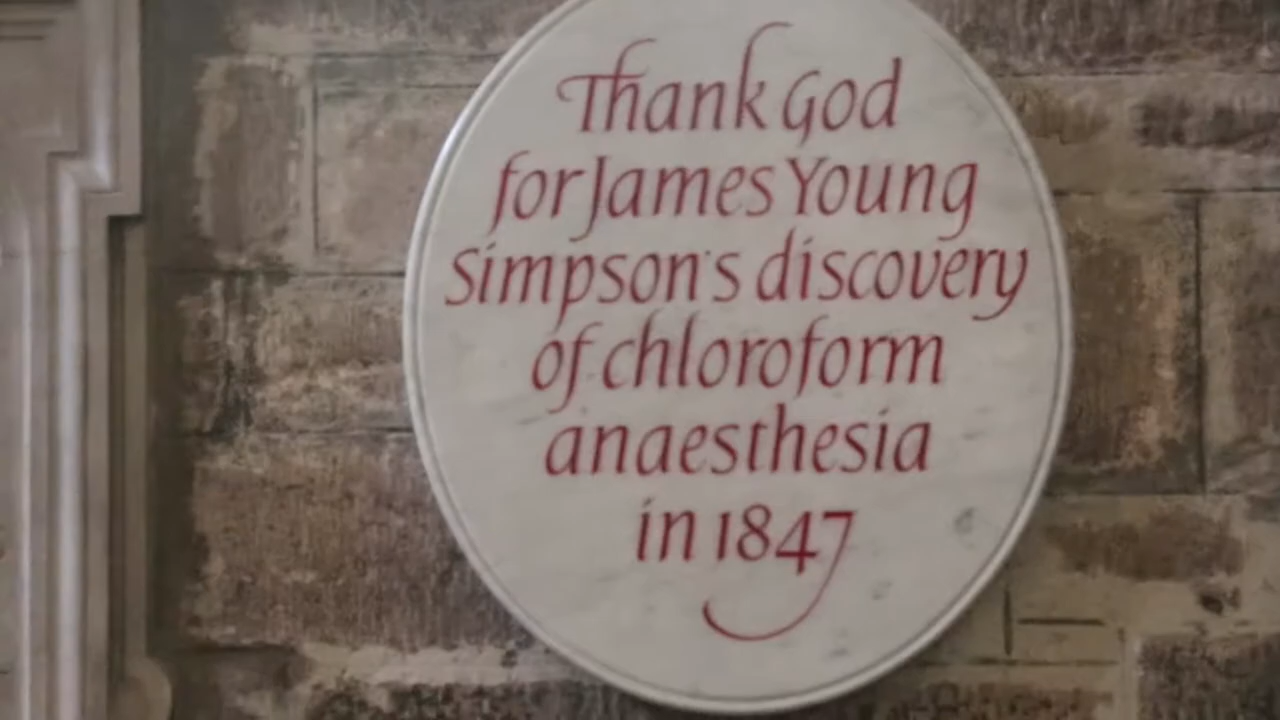 Thank God
for James Young
Simpson's discovery
of chloroform
anaesthesia
in 1847